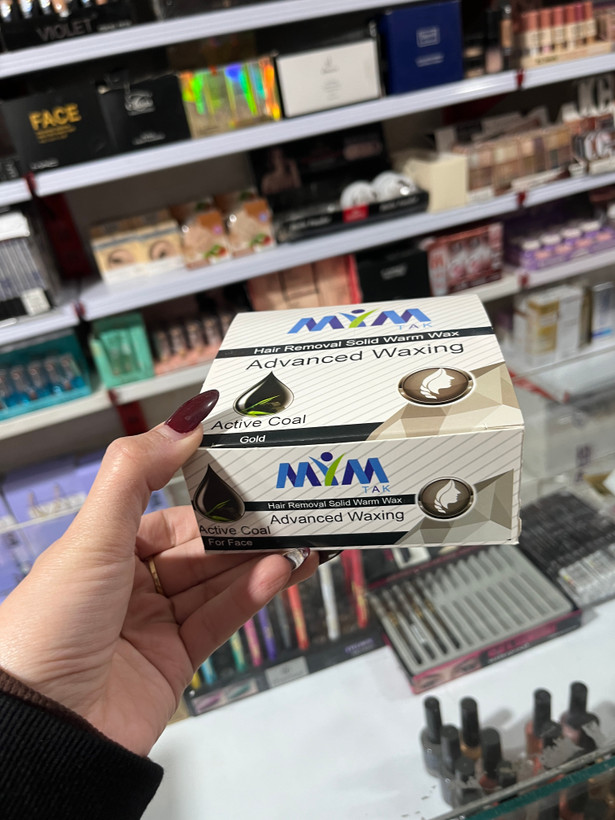 VIOLET
FACE
MYM
TAK
Hair Removal Solid Warm Wax
Advanced Waxing
Active Coal
Gold
MYM
TAK
Hair Removal Solid Warm Wax
Advanced Waxing
Active Coal
For Face